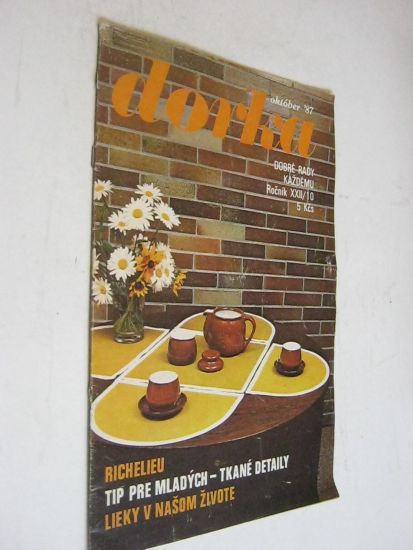 október '87
dorka
DOBRÉ RADY
KAŽDÉMU
Ročník XXII/10
5 Kčs
RICHELIEU
TIP PRE MLADÝCH – TKANÉ DETAILY
LIEKY V NAŠOM ŽIVOTE